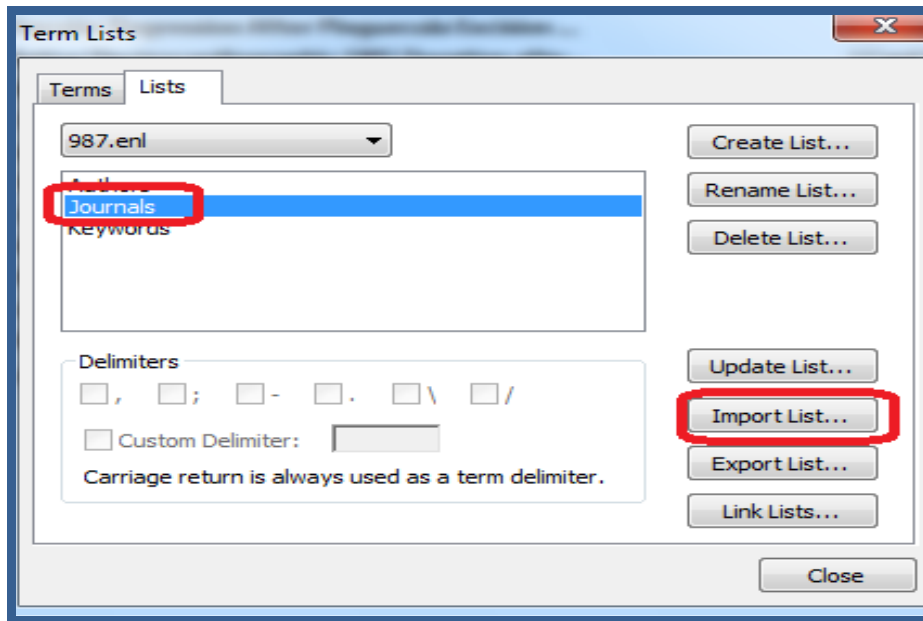 Term Lists
Terms Lists
987.enl
Create List...
Authors
Journals
Keywords
Rename List...
Delete List...
Delimiters
, ; - . \ /
Custom Delimiter:
Carriage return is always used as a term delimiter.
Update List...
Import List...
Export List...
Link Lists...
Close